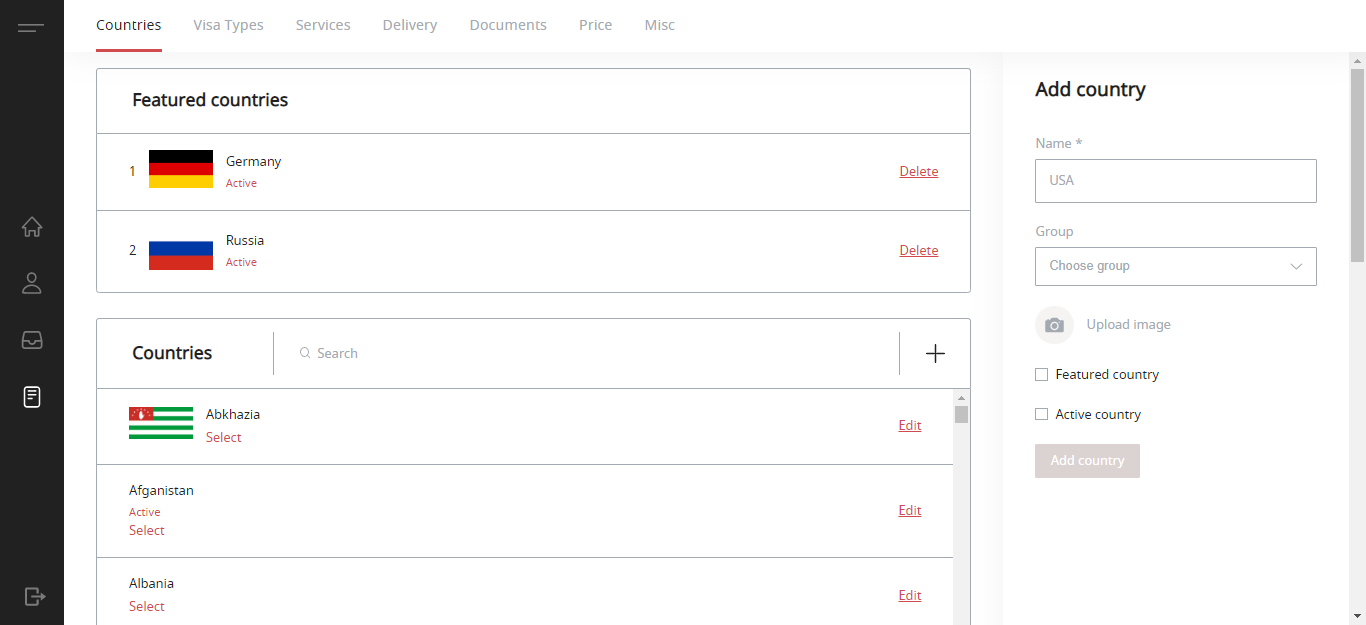 Countries Visa Types Services Delivery Documents Price Misc
Featured countries
1 Germany
Active
Delete
2 Russia
Active
Delete
Countries Search
Abkhazia
Select
Edit
Afganistan
Active
Select
Edit
Albania
Select
Edit
Add country
Name *
USA
Group
Choose group
Upload image
Featured country
Active country
Add country